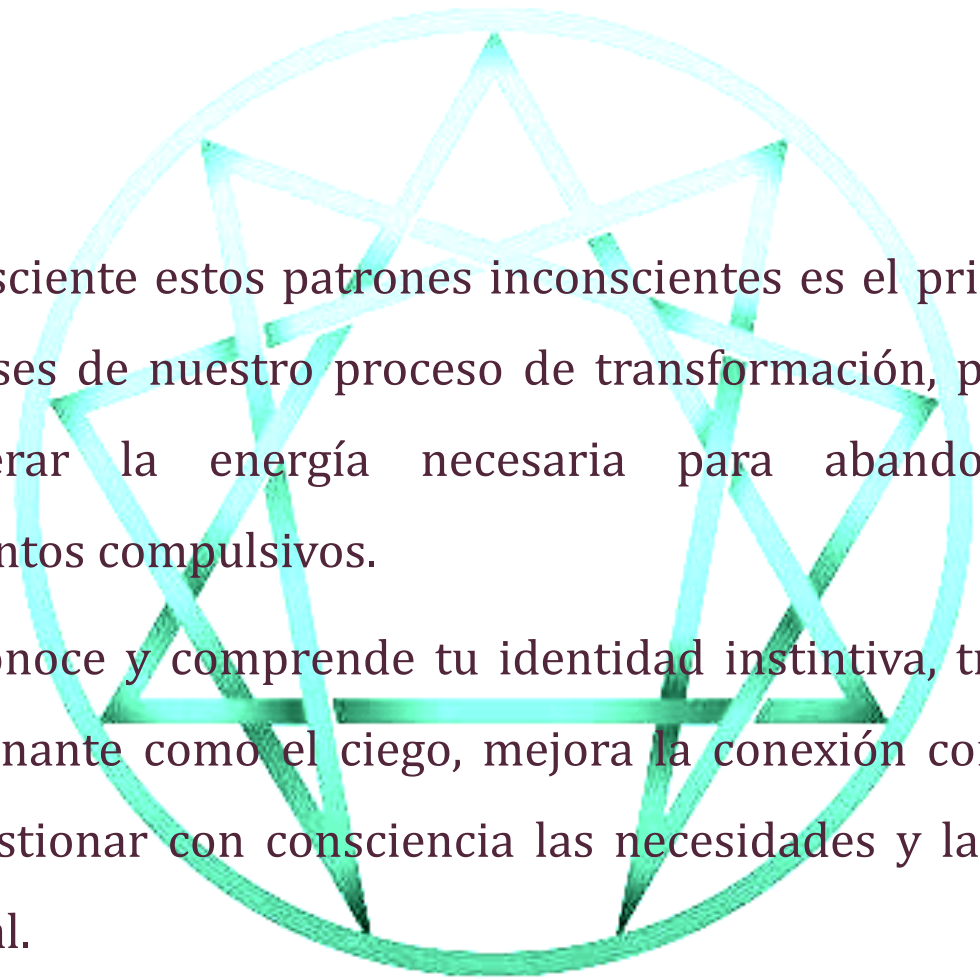 sciente estos patrones inconscientes es el pri
ses de nuestro proceso de transformación, p
erar la energía necesaria para abando
ntos compulsivos.
onoce y comprende tu identidad instintiva, tr
nante como el ciego, mejora la conexión co
stionar con consciencia las necesidades y la
al.